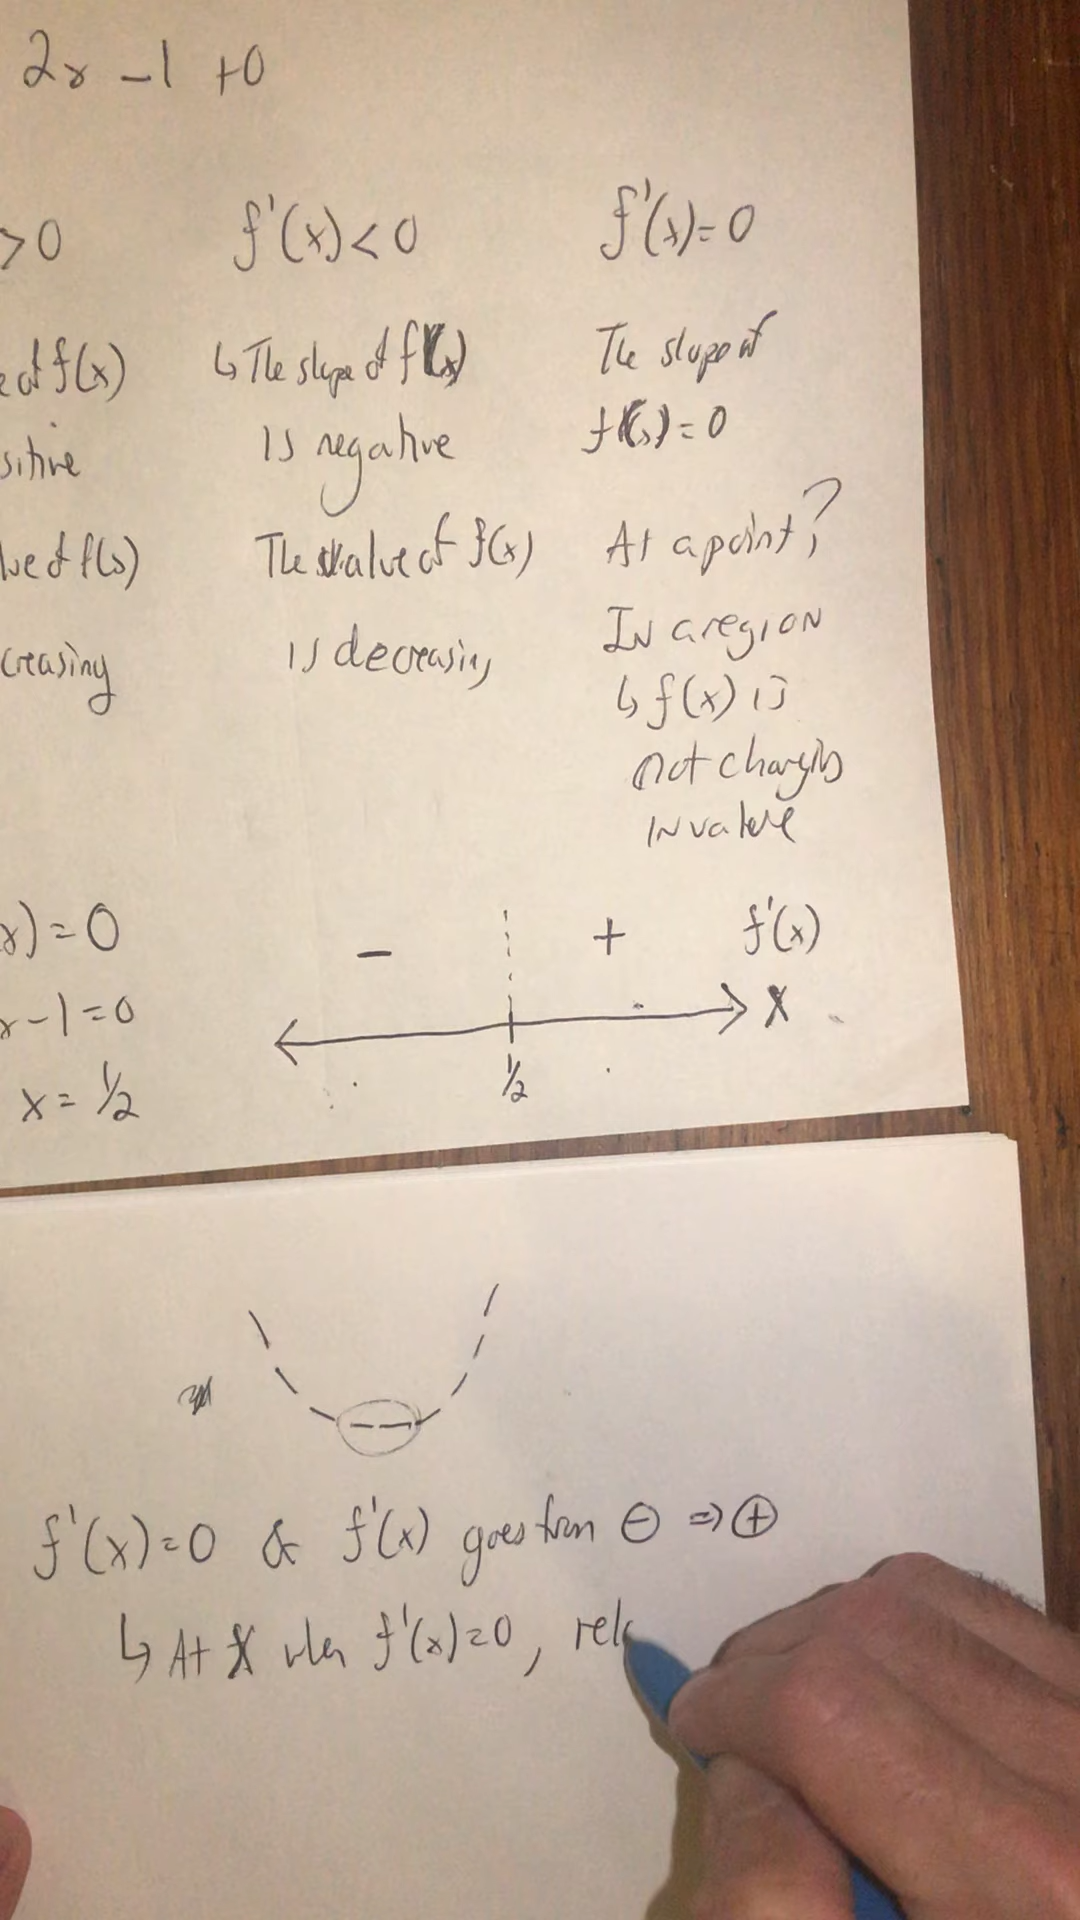 2x - 1 + 0
>0 f'(x) < 0 f'(x) = 0
e of f(x) ↳ The slope of f(x) The slope of
sitive is negative f(x) = 0
lue of f(x) The value of f(x) At a point?
creasing is decreasing In a region
↳ f(x) is
not changing
in value
x) = 0 - + f'(x)
x - 1 = 0 x
x = 1/2 1/2
f'(x) = 0 & f'(x) goes from ⊖ ⇒ ⊕
↳ At x when f'(x) = 0, rel